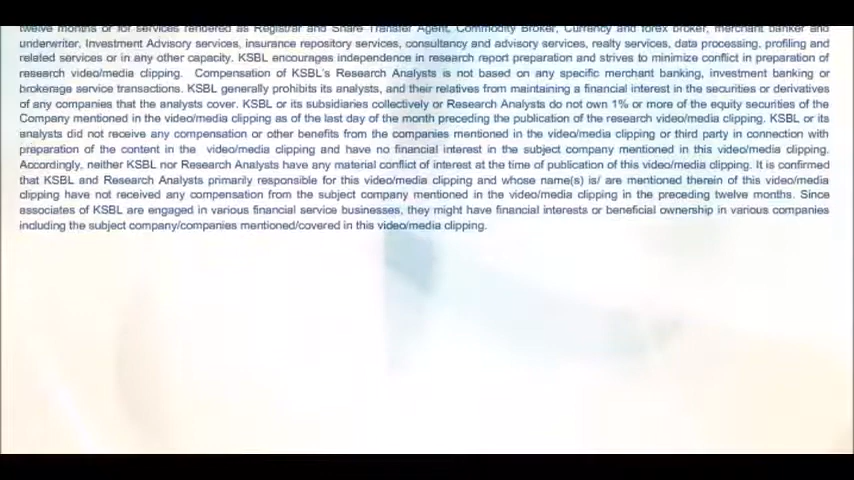 twelve months or for services rendered as Registrar and Share Transfer Agent, Commodity Broker, Currency and forex broker, merchant banker and
underwriter, Investment Advisory services, insurance repository services, consultancy and advisory services, realty services, data processing, profiling and
related services or in any other capacity. KSBL encourages independence in research report preparation and strives to minimize conflict in preparation of
research video/media clipping. Compensation of KSBL's Research Analysts is not based on any specific merchant banking, investment banking or
brokerage service transactions. KSBL generally prohibits its analysts, and their relatives from maintaining a financial interest in the securities or derivatives
of any companies that the analysts cover. KSBL or its subsidiaries collectively or Research Analysts do not own 1% or more of the equity securities of the
Company mentioned in the video/media clipping as of the last day of the month preceding the publication of the research video/media clipping. KSBL or its
analysts did not receive any compensation or other benefits from the companies mentioned in the video/media clipping or third party in connection with
preparation of the content in the video/media clipping and have no financial interest in the subject company mentioned in this video/media clipping.
Accordingly, neither KSBL nor Research Analysts have any material conflict of interest at the time of publication of this video/media clipping. It is confirmed
that KSBL and Research Analysts primarily responsible for this video/media clipping and whose name(s) is/ are mentioned therein of this video/media
clipping have not received any compensation from the subject company mentioned in the video/media clipping in the preceding twelve months. Since
associates of KSBL are engaged in various financial service businesses, they might have financial interests or beneficial ownership in various companies
including the subject company/companies mentioned/covered in this video/media clipping.